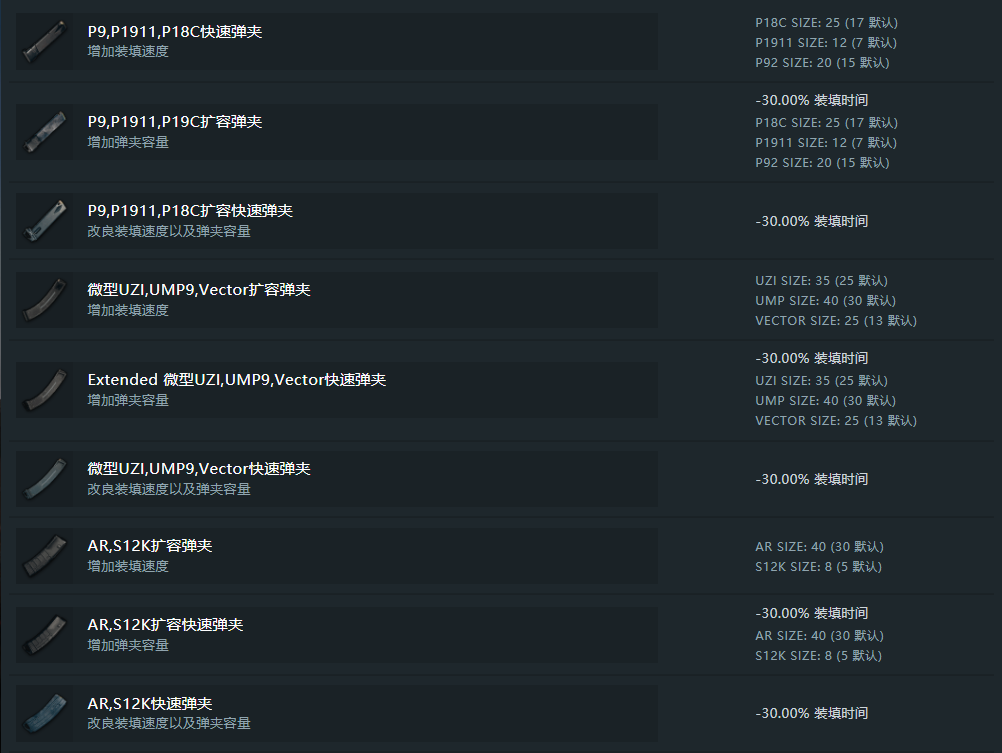 P9,P1911,P18C快速弹夹
增加装填速度
P18C SIZE: 25 (17 默认)
P1911 SIZE: 12 (7 默认)
P92 SIZE: 20 (15 默认)
P9,P1911,P19C扩容弹夹
增加弹夹容量
-30.00% 装填时间
P18C SIZE: 25 (17 默认)
P1911 SIZE: 12 (7 默认)
P92 SIZE: 20 (15 默认)
P9,P1911,P18C扩容快速弹夹
改良装填速度以及弹夹容量
-30.00% 装填时间
微型UZI,UMP9,Vector扩容弹夹
增加装填速度
UZI SIZE: 35 (25 默认)
UMP SIZE: 40 (30 默认)
VECTOR SIZE: 25 (13 默认)
Extended 微型UZI,UMP9,Vector快速弹夹
增加弹夹容量
-30.00% 装填时间
UZI SIZE: 35 (25 默认)
UMP SIZE: 40 (30 默认)
VECTOR SIZE: 25 (13 默认)
微型UZI,UMP9,Vector快速弹夹
改良装填速度以及弹夹容量
-30.00% 装填时间
AR,S12K扩容弹夹
增加装填速度
AR SIZE: 40 (30 默认)
S12K SIZE: 8 (5 默认)
AR,S12K扩容快速弹夹
增加弹夹容量
-30.00% 装填时间
AR SIZE: 40 (30 默认)
S12K SIZE: 8 (5 默认)
AR,S12K快速弹夹
改良装填速度以及弹夹容量
-30.00% 装填时间